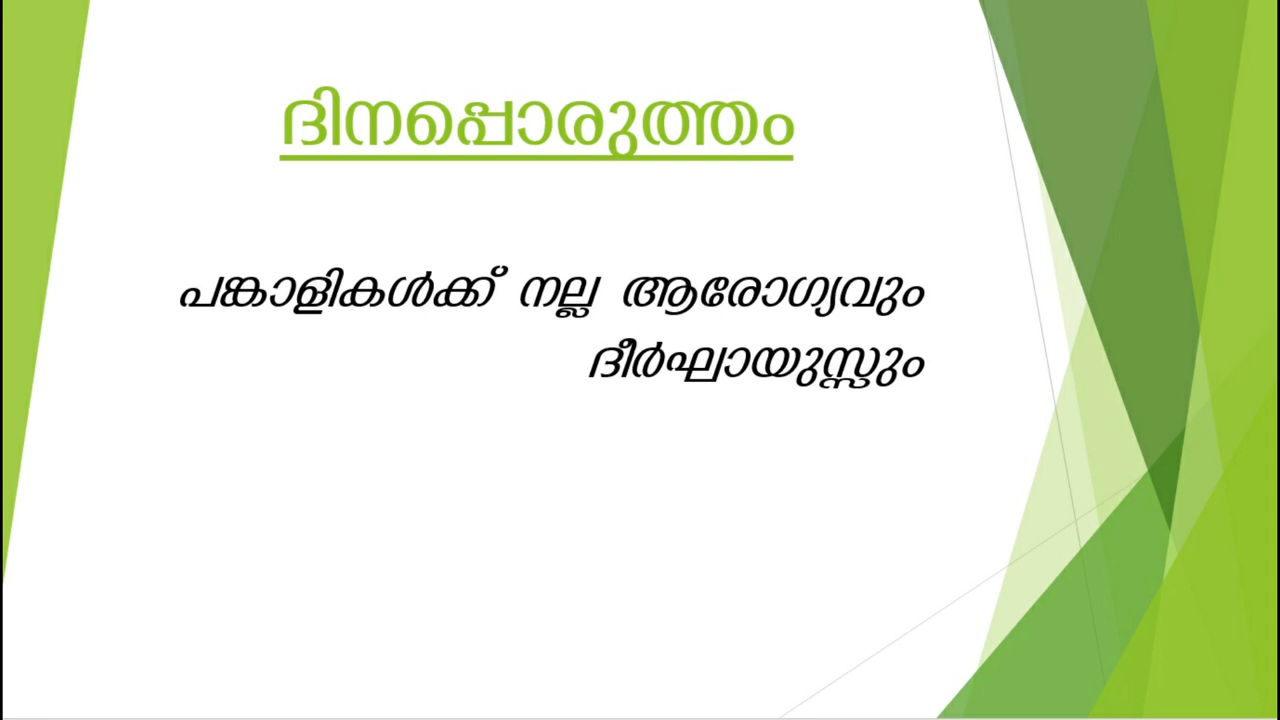 ദിനപ്പൊരുത്തം
പങ്കാളികൾക്ക് നല്ല ആരോഗ്യവും
ദീർഘായുസ്സും